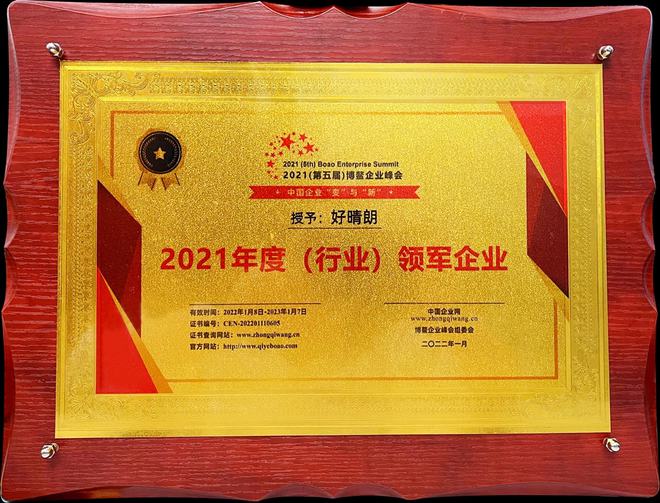 2021 (5th) Boao Enterprise Summit
2021(第五届)博鳌企业峰会
中国企业“变”与“新”
授予：好晴朗
2021年度（行业）领军企业
有效时间：2022年1月8日-2023年1月7日
证书编号：CEN-202201110605
证书查询网站：www.zhongqiwang.cn
官方网站：http://www.qiyeboao.com
中国企业网
www.zhongqiwang.cn
博鳌企业峰会组委会
二〇二二年一月